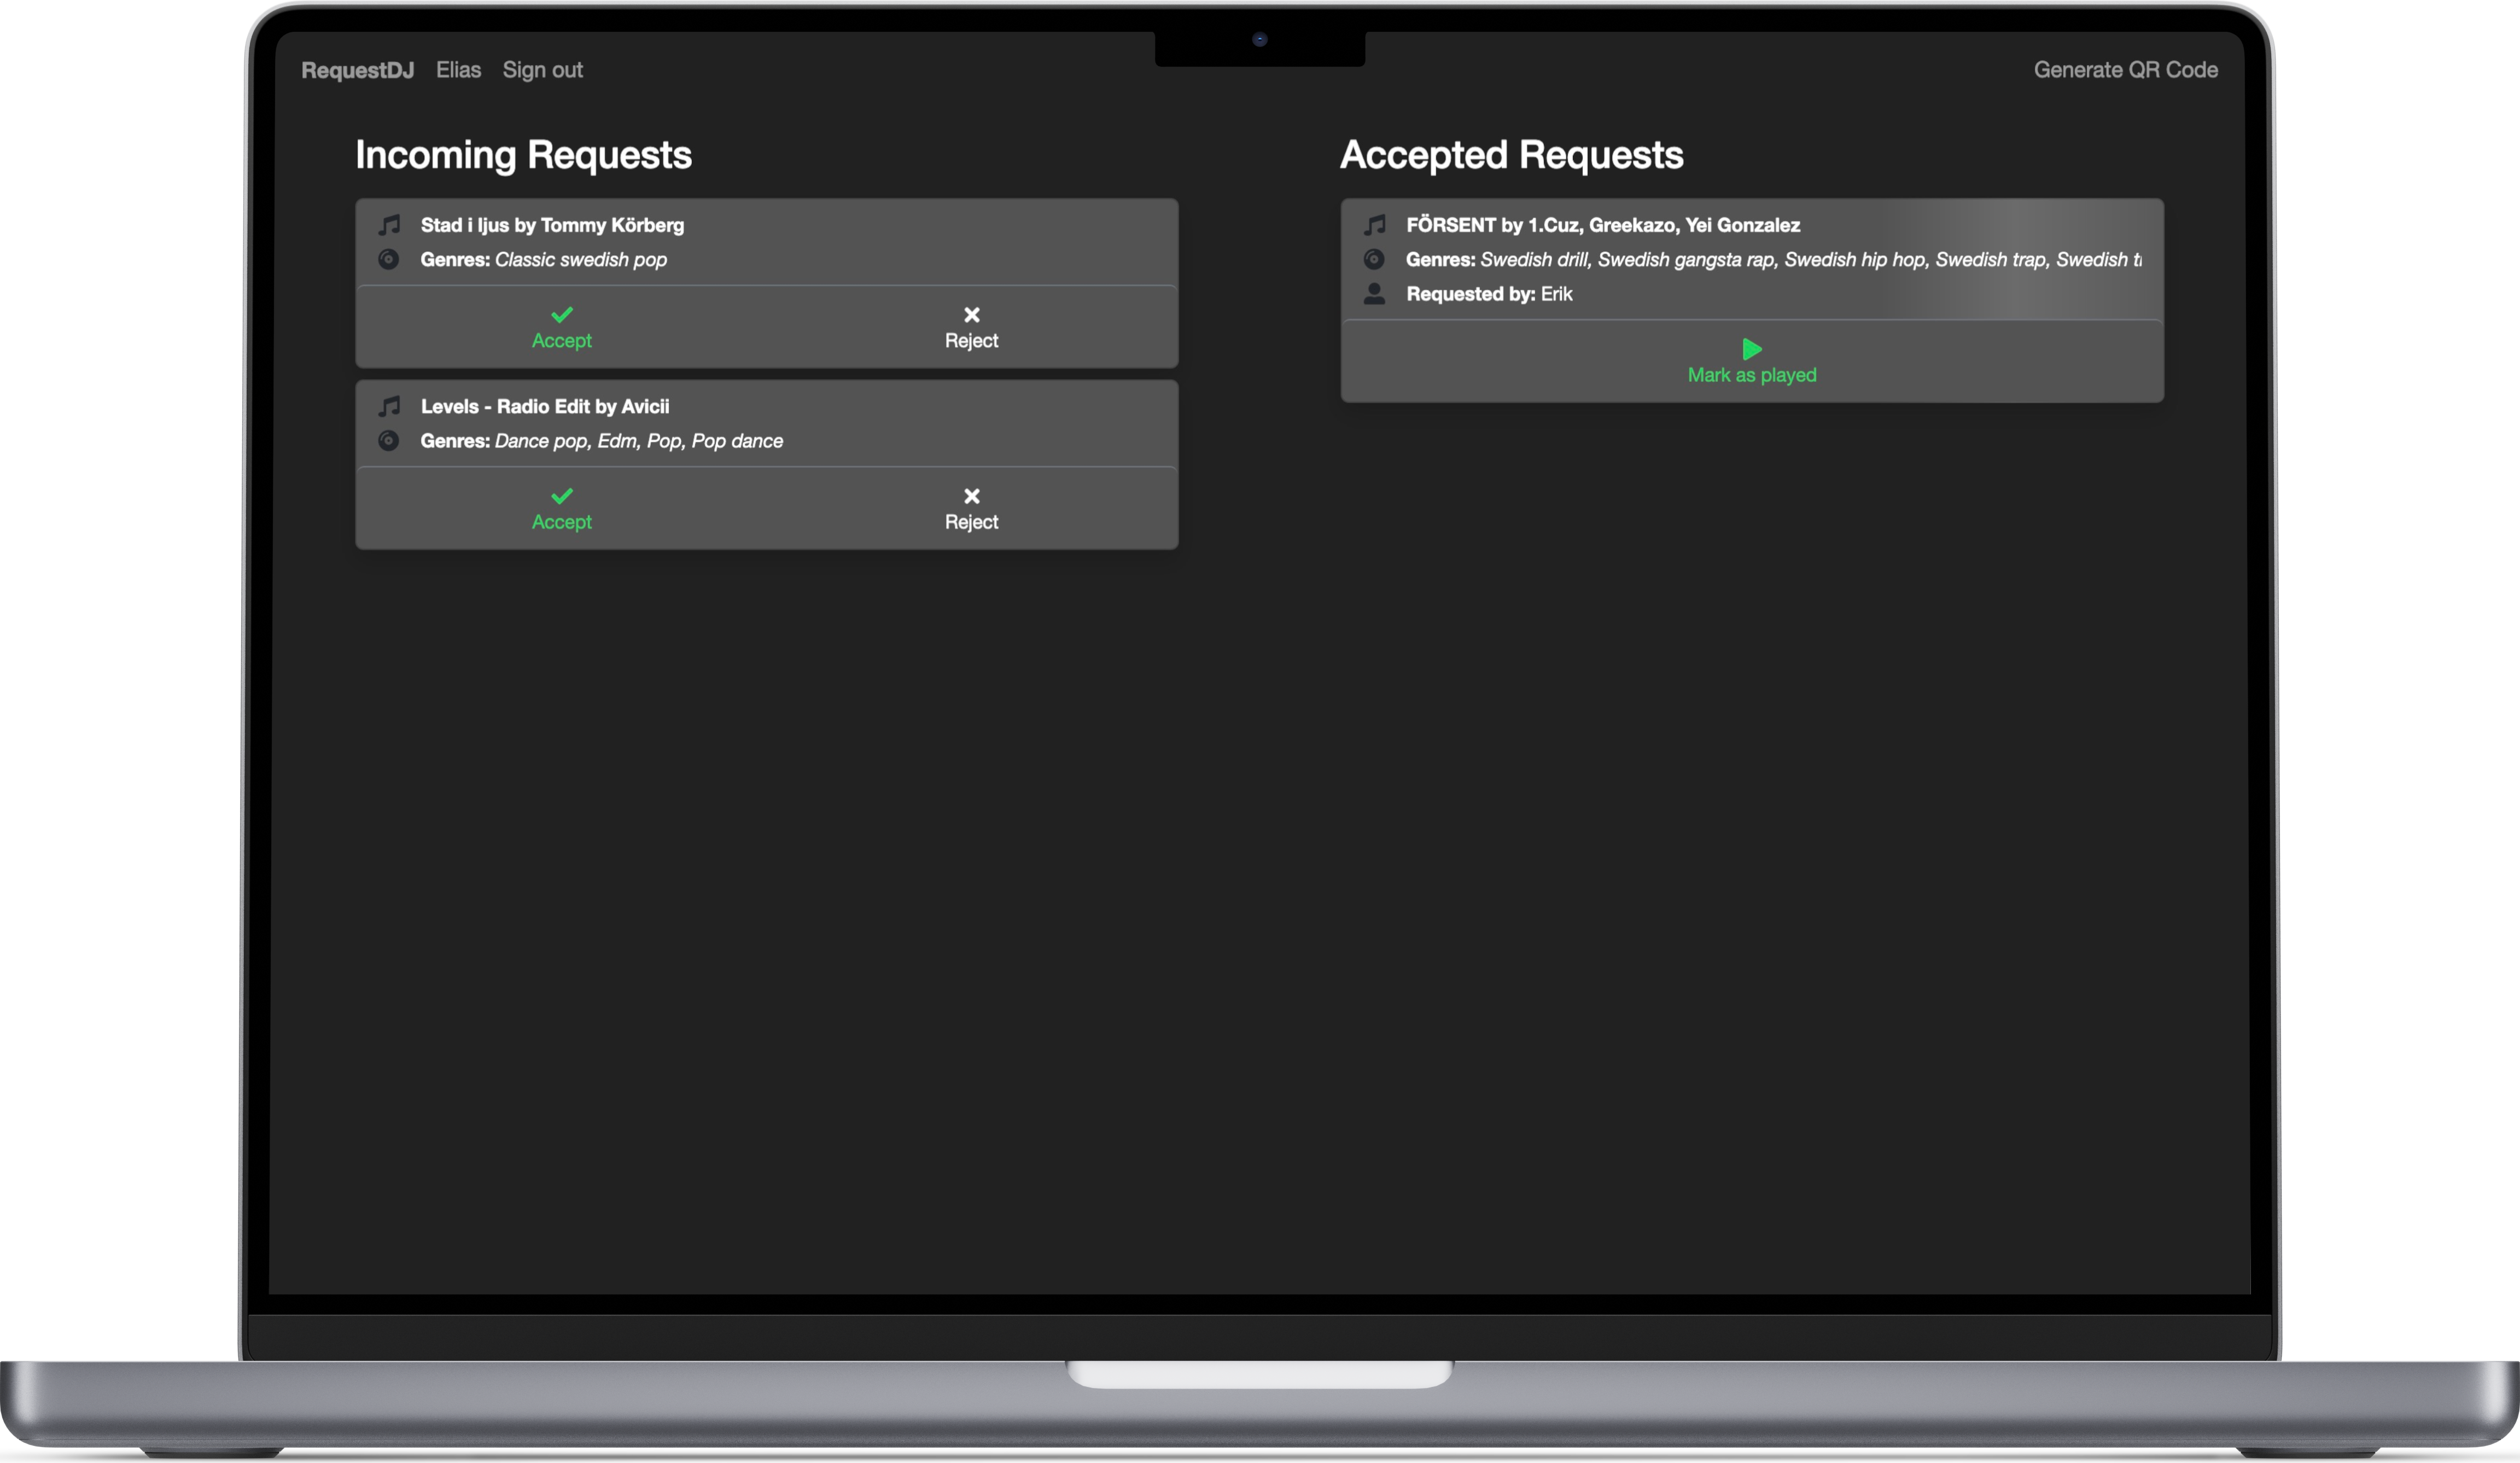 RequestDJ Elias Sign out Generate QR Code
Incoming Requests
Stad i ljus by Tommy Körberg
Genres: Classic swedish pop
Accept Reject
Levels - Radio Edit by Avicii
Genres: Dance pop, Edm, Pop, Pop dance
Accept Reject
Accepted Requests
FÖRSENT by 1.Cuz, Greekazo, Yei Gonzalez
Genres: Swedish drill, Swedish gangsta rap, Swedish hip hop, Swedish trap, Swedish
Requested by: Erik
Mark as played